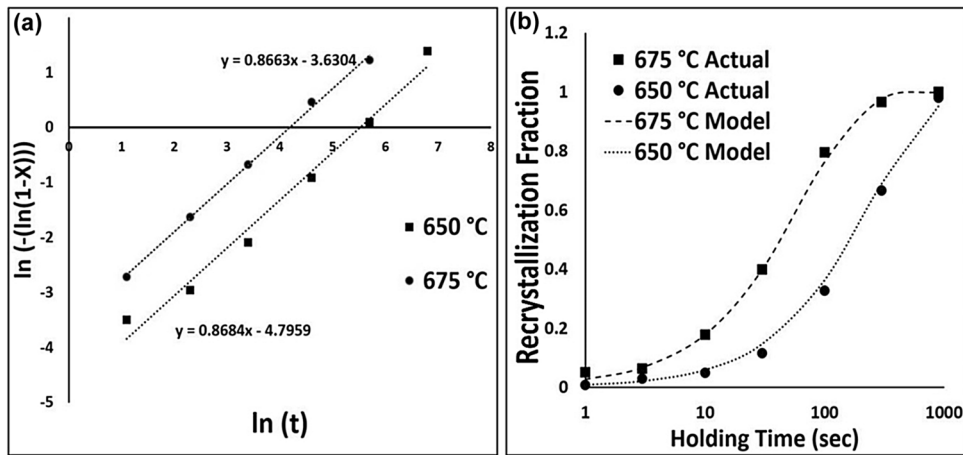 (a)
y = 0.8663x - 3.6304
1
0
-1
-2
-3
-4
-5
0 1 2 3 4 5 6 7 8
650 °C
675 °C
y = 0.8684x - 4.7959
ln (-(ln(1-X)))
ln (t)
(b)
1.2
1
0.8
0.6
0.4
0.2
0
675 °C Actual
650 °C Actual
675 °C Model
650 °C Model
1 10 100 1000
Recrystallization Fraction
Holding Time (sec)